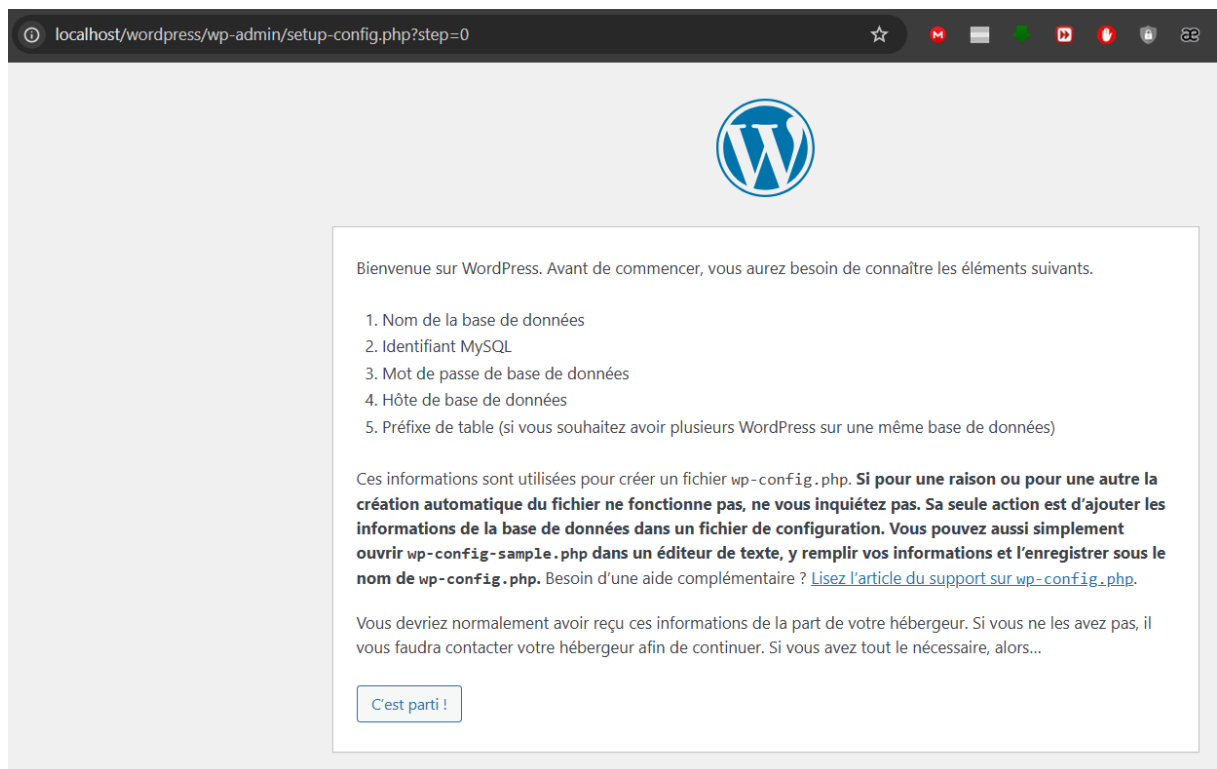 localhost/wordpress/wp-admin/setup-config.php?step=0
Bienvenue sur WordPress. Avant de commencer, vous aurez besoin de connaître les éléments suivants.
1. Nom de la base de données
2. Identifiant MySQL
3. Mot de passe de base de données
4. Hôte de base de données
5. Préfixe de table (si vous souhaitez avoir plusieurs WordPress sur une même base de données)
Ces informations sont utilisées pour créer un fichier wp-config.php. Si pour une raison ou pour une autre la
création automatique du fichier ne fonctionne pas, ne vous inquiétez pas. Sa seule action est d’ajouter les
informations de la base de données dans un fichier de configuration. Vous pouvez aussi simplement
ouvrir wp-config-sample.php dans un éditeur de texte, y remplir vos informations et l’enregistrer sous le
nom de wp-config.php. Besoin d’une aide complémentaire ? Lisez l’article du support sur wp-config.php.
Vous devriez normalement avoir reçu ces informations de la part de votre hébergeur. Si vous ne les avez pas, il
vous faudra contacter votre hébergeur afin de continuer. Si vous avez tout le nécessaire, alors…
C’est parti !